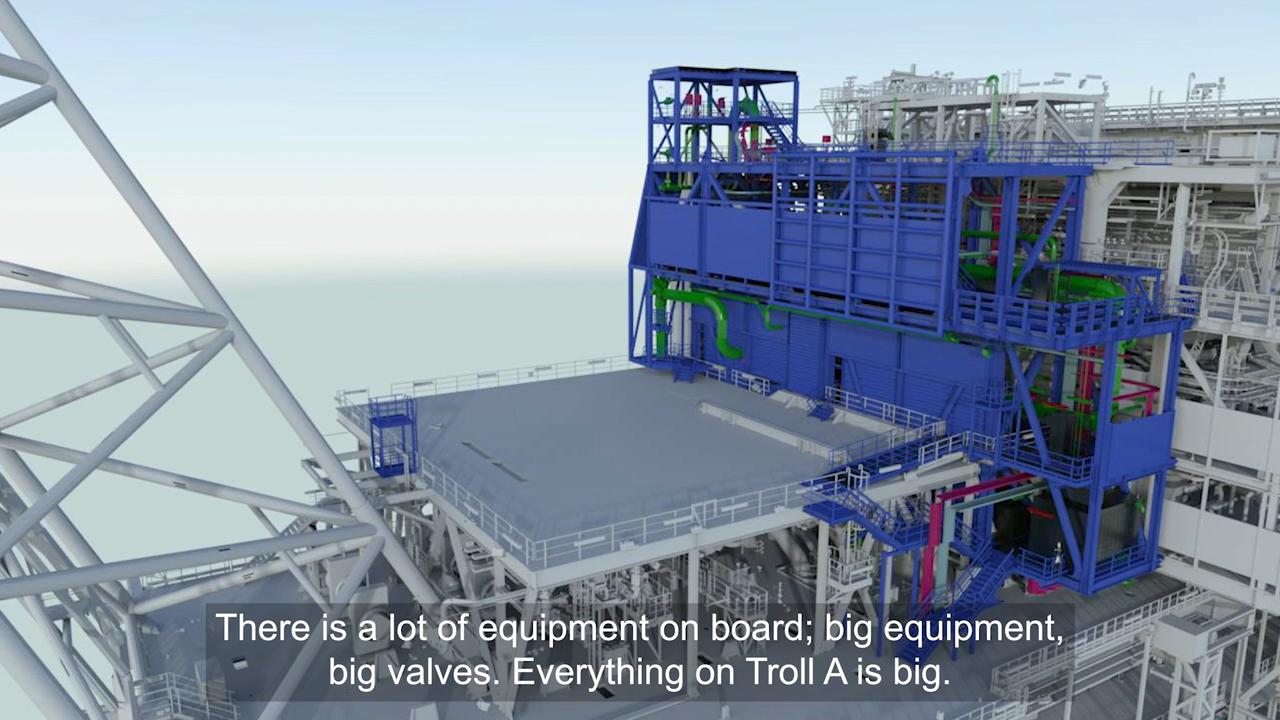 There is a lot of equipment on board; big equipment,
big valves. Everything on Troll A is big.